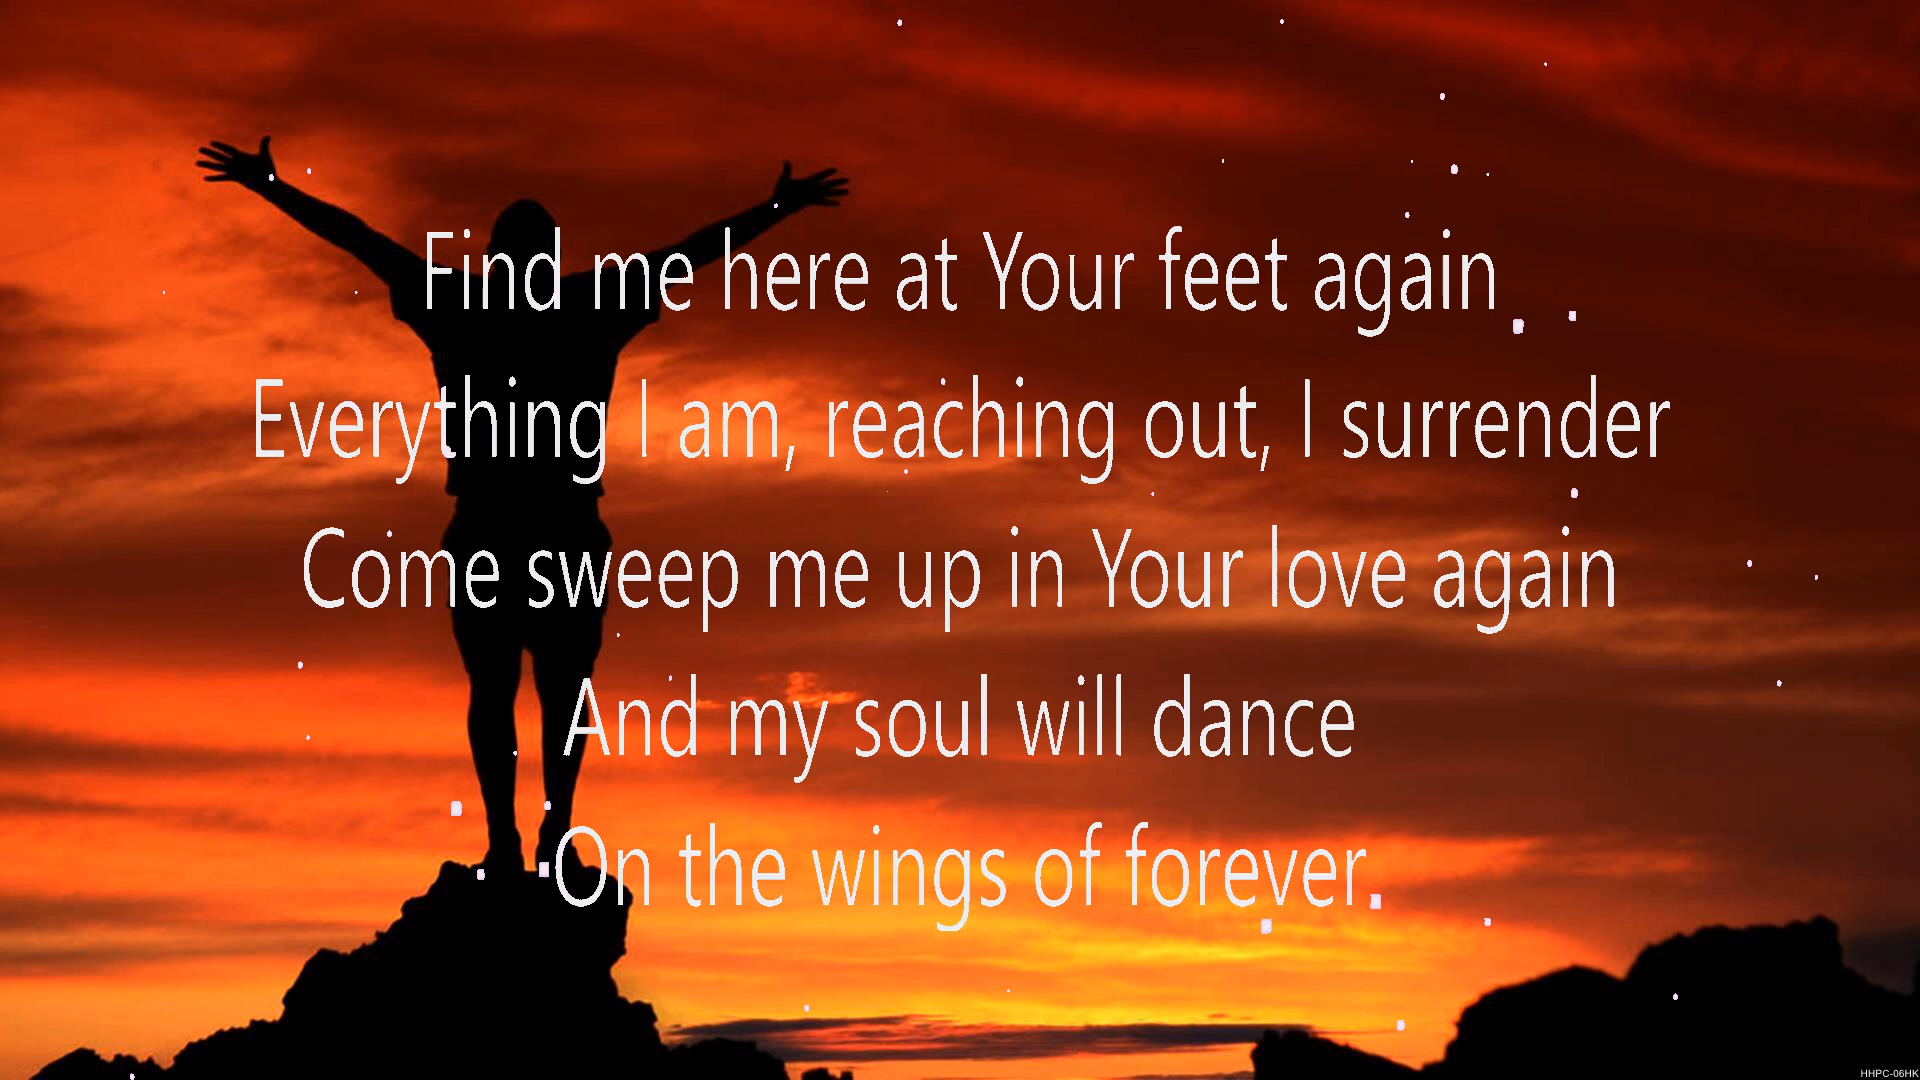 Find me here at Your feet again
Everything I am, reaching out, I surrender
Come sweep me up in Your love again
And my soul will dance
On the wings of forever
HHPC-06HK